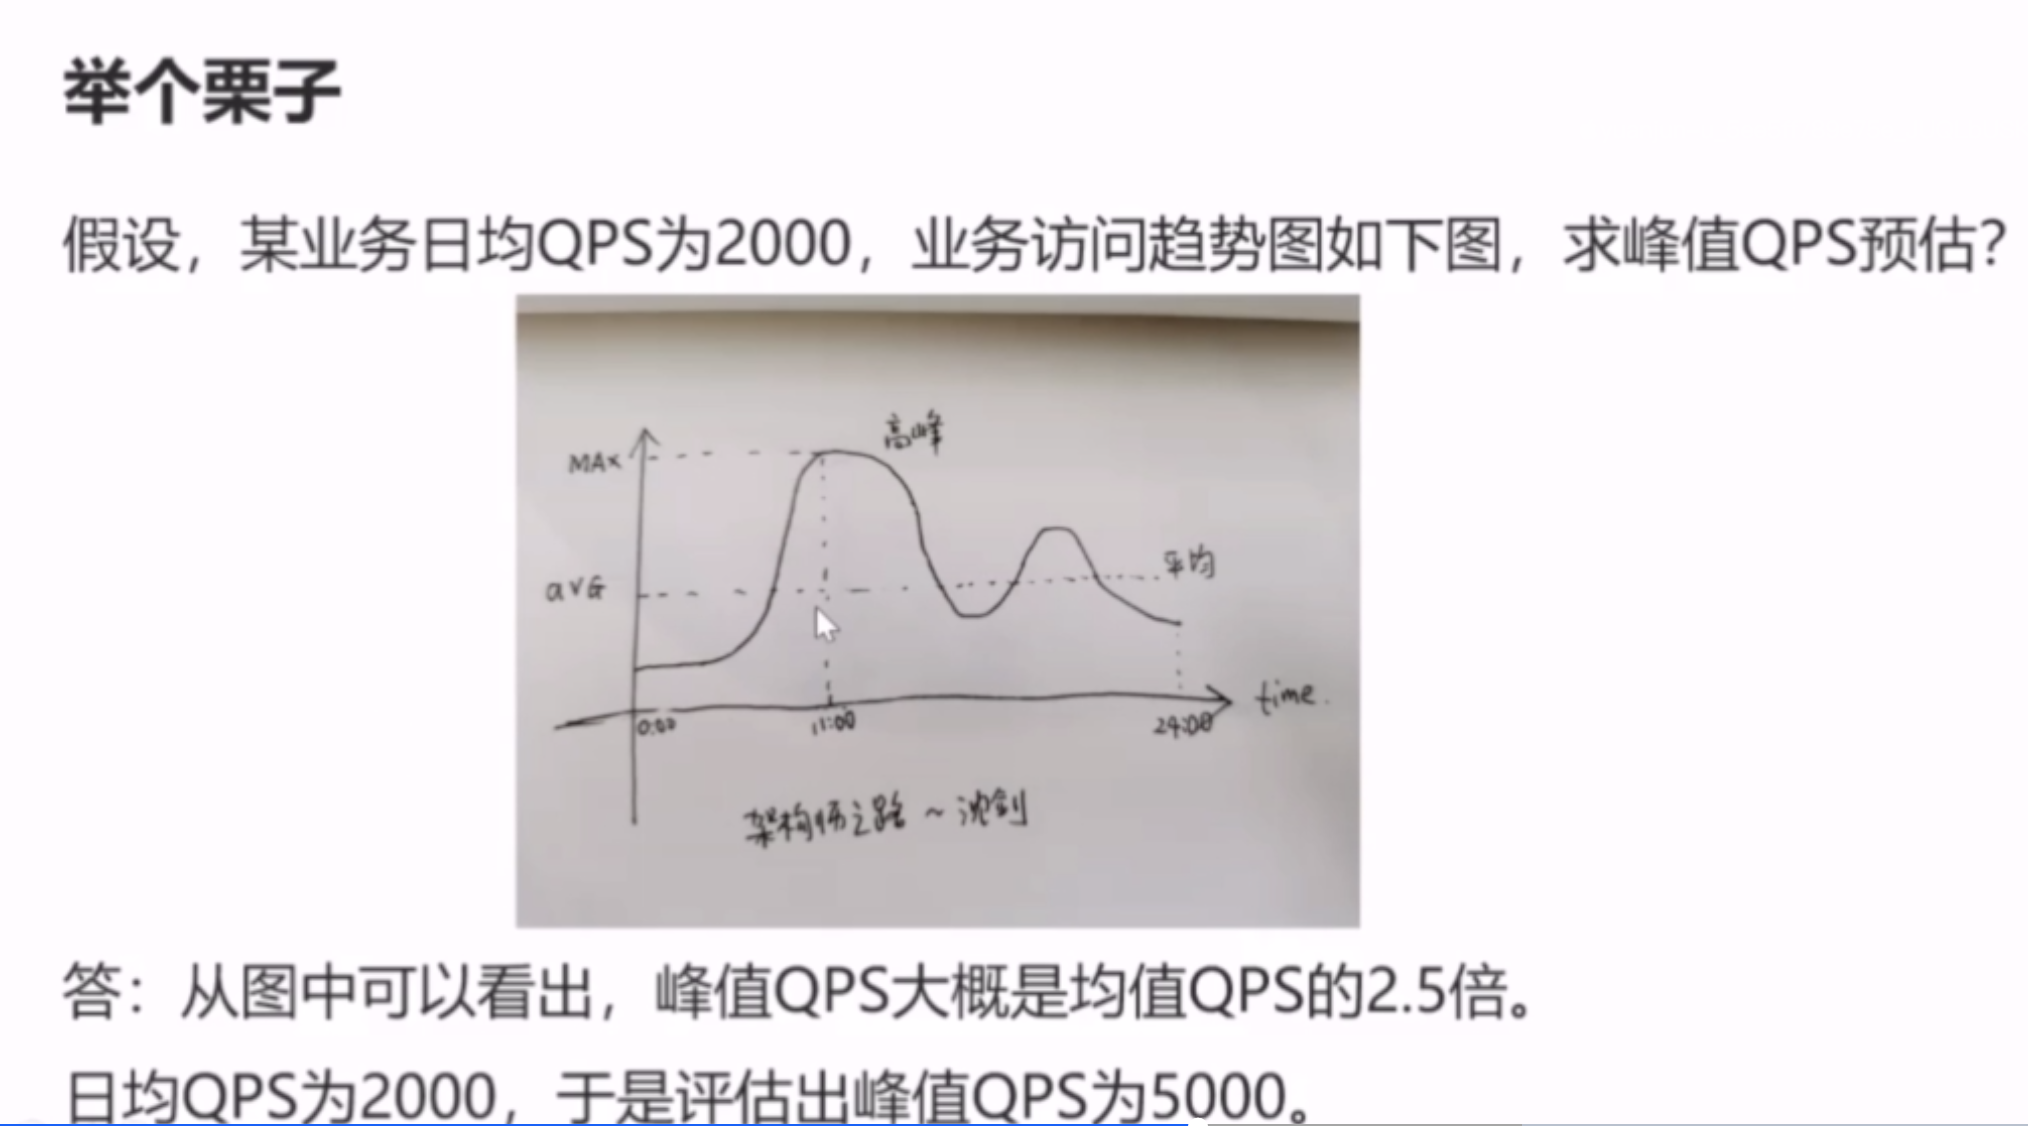 举个栗子
假设，某业务日均QPS为2000，业务访问趋势图如下图，求峰值QPS预估？
高峰
MAX
平均
aVG
time.
0:00
11:00
24:00
架构师之路 ~ 沈剑
答：从图中可以看出，峰值QPS大概是均值QPS的2.5倍。
日均QPS为2000，于是评估出峰值QPS为5000。